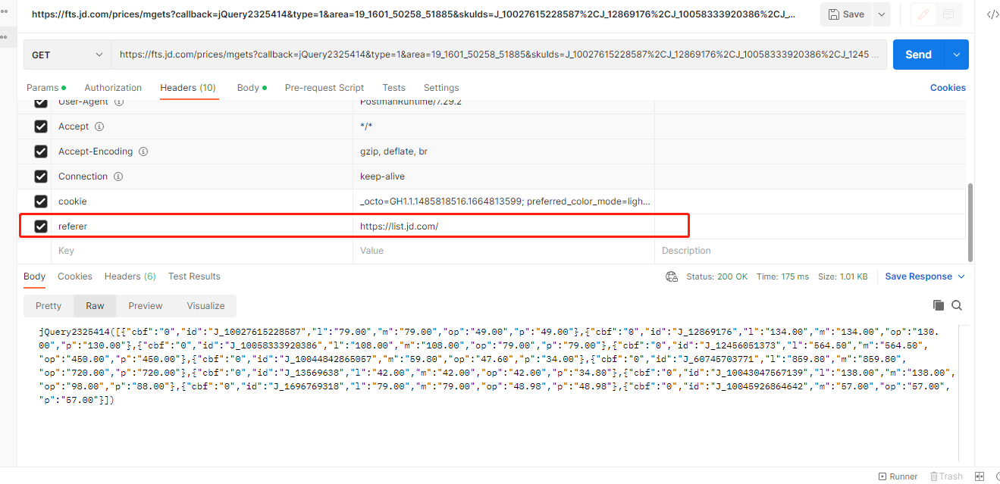 https://fts.jd.com/prices/mgets?callback=jQuery2325414&type=1&area=19_1601_50258_51885&skuIds=J_10027615228587%2CJ_12869176%2CJ_10058333920386%2CJ_...
Save
GET
https://fts.jd.com/prices/mgets?callback=jQuery2325414&type=1&area=19_1601_50258_51885&skuIds=J_10027615228587%2CJ_12869176%2CJ_10058333920386%2CJ_1245 ...
Send
Params Authorization Headers (10) Body Pre-request Script Tests Settings Cookies
User-Agent PostmanRuntime/7.29.2
Accept */*
Accept-Encoding gzip, deflate, br
Connection keep-alive
cookie _octo=GH1.1.1485818516.1664813599; preferred_color_mode=ligh...
referer https://list.jd.com/
Key Value Description
Body Cookies Headers (6) Test Results Status: 200 OK Time: 175 ms Size: 1.01 KB Save Response
Pretty Raw Preview Visualize
jQuery2325414([{"cbf":"0","id":"J_10027615228587","l":"79.00","m":"79.00","op":"49.00","p":"49.00"},{"cbf":"0","id":"J_12869176","l":"134.00","m":"134.00","op":"130.
00","p":"130.00"},{"cbf":"0","id":"J_10058333920386","l":"108.00","m":"108.00","op":"79.00","p":"79.00"},{"cbf":"0","id":"J_12456051373","l":"564.50","m":"564.50",
"op":"450.00","p":"450.00"},{"cbf":"0","id":"J_10044842865057","m":"59.80","op":"47.60","p":"34.00"},{"cbf":"0","id":"J_60745703771","l":"859.80","m":"859.80",
"op":"720.00","p":"720.00"},{"cbf":"0","id":"J_13569638","l":"42.00","m":"42.00","op":"42.00","p":"34.80"},{"cbf":"0","id":"J_10043047567139","l":"138.00","m":"138.00",
"op":"98.00","p":"88.00"},{"cbf":"0","id":"J_1696769318","l":"79.00","m":"79.00","op":"48.98","p":"48.98"},{"cbf":"0","id":"J_10045926864642","m":"57.00","op":"57.00",
"p":"57.00"}])
Runner Trash